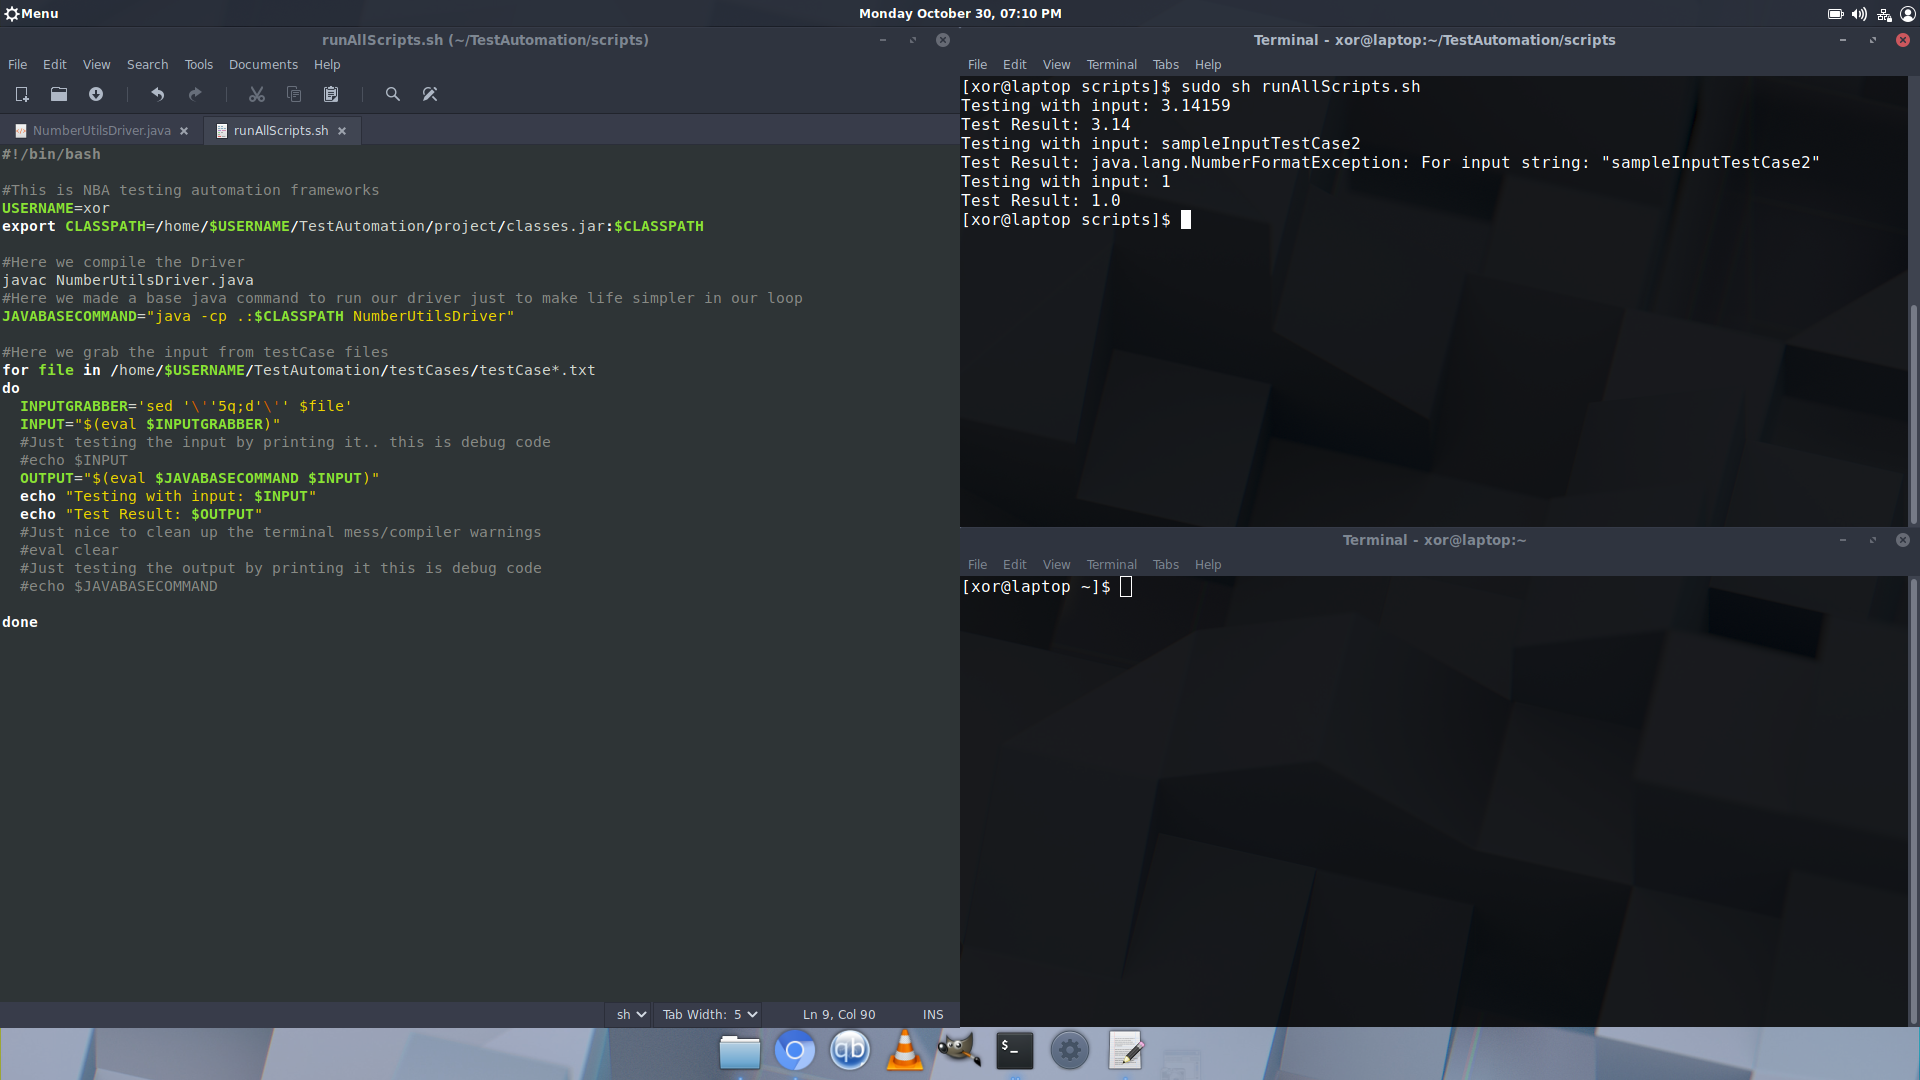 Menu
Monday October 30, 07:10 PM
runAllScripts.sh (~/TestAutomation/scripts)
File Edit View Search Tools Documents Help
NumberUtilsDriver.java
runAllScripts.sh
#!/bin/bash
#This is NBA testing automation frameworks
USERNAME=xor
export CLASSPATH=/home/$USERNAME/TestAutomation/project/classes.jar:$CLASSPATH
#Here we compile the Driver
javac NumberUtilsDriver.java
#Here we made a base java command to run our driver just to make life simpler in our loop
JAVABASECOMMAND="java -cp .:$CLASSPATH NumberUtilsDriver"
#Here we grab the input from testCase files
for file in /home/$USERNAME/TestAutomation/testCases/testCase*.txt
do
INPUTGRABBER='sed '\''5q;d'\'' $file'
INPUT="$(eval $INPUTGRABBER)"
#Just testing the input by printing it.. this is debug code
#echo $INPUT
OUTPUT="$(eval $JAVABASECOMMAND $INPUT)"
echo "Testing with input: $INPUT"
echo "Test Result: $OUTPUT"
#Just nice to clean up the terminal mess/compiler warnings
#eval clear
#Just testing the output by printing it this is debug code
#echo $JAVABASECOMMAND
done
sh Tab Width: 5 Ln 9, Col 90 INS
Terminal - xor@laptop:~/TestAutomation/scripts
File Edit View Terminal Tabs Help
[xor@laptop scripts]$ sudo sh runAllScripts.sh
Testing with input: 3.14159
Test Result: 3.14
Testing with input: sampleInputTestCase2
Test Result: java.lang.NumberFormatException: For input string: "sampleInputTestCase2"
Testing with input: 1
Test Result: 1.0
[xor@laptop scripts]$
Terminal - xor@laptop:~
File Edit View Terminal Tabs Help
[xor@laptop ~]$
qb
$_